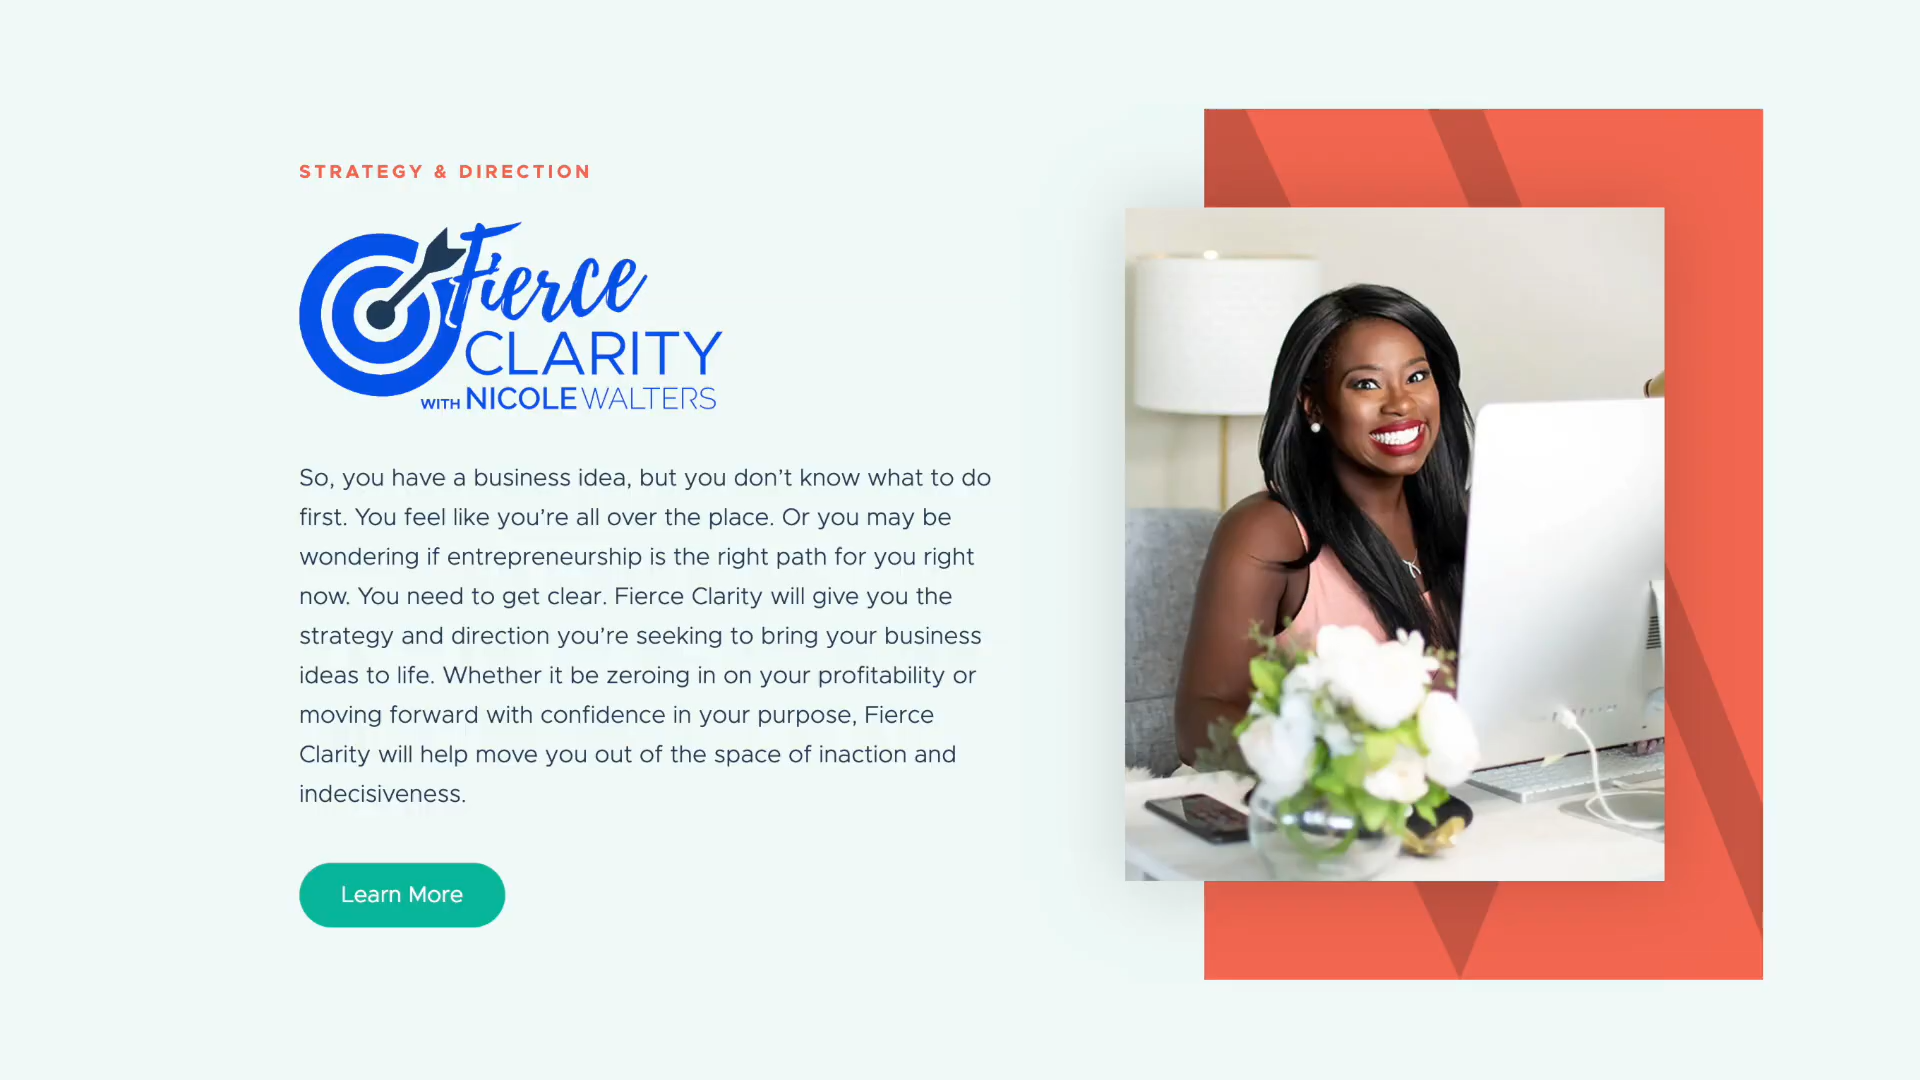 STRATEGY & DIRECTION
Fierce
CLARITY
WITH NICOLE WALTERS
So, you have a business idea, but you don’t know what to do
first. You feel like you’re all over the place. Or you may be
wondering if entrepreneurship is the right path for you right
now. You need to get clear. Fierce Clarity will give you the
strategy and direction you’re seeking to bring your business
ideas to life. Whether it be zeroing in on your profitability or
moving forward with confidence in your purpose, Fierce
Clarity will help move you out of the space of inaction and
indecisiveness.
Learn More